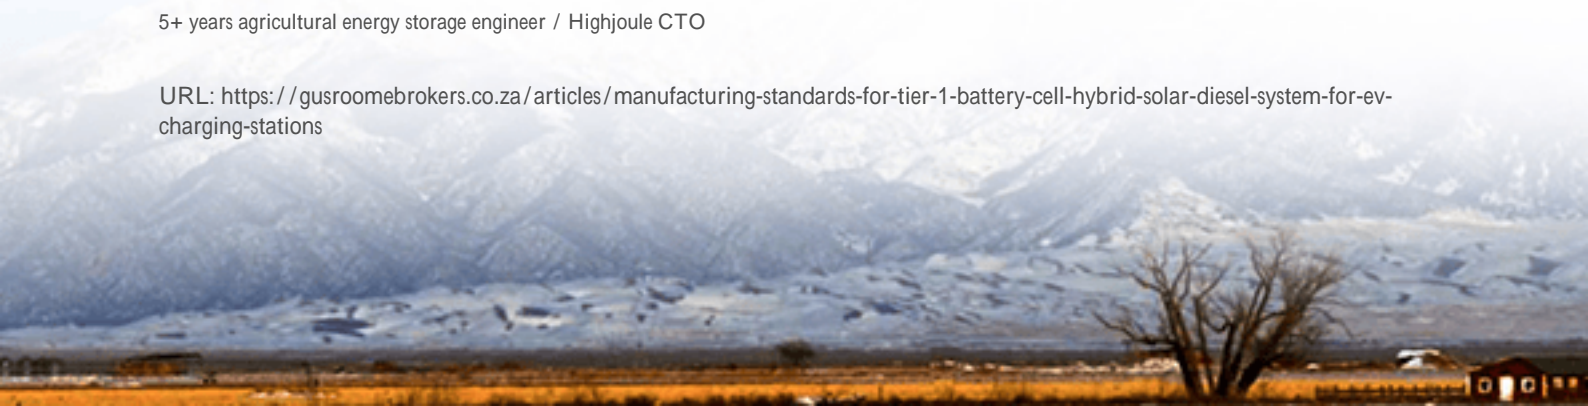 5+ years agricultural energy storage engineer / Highjoule CTO
URL: https://gusroomebrokers.co.za/articles/manufacturing-standards-for-tier-1-battery-cell-hybrid-solar-diesel-system-for-ev-
charging-stations